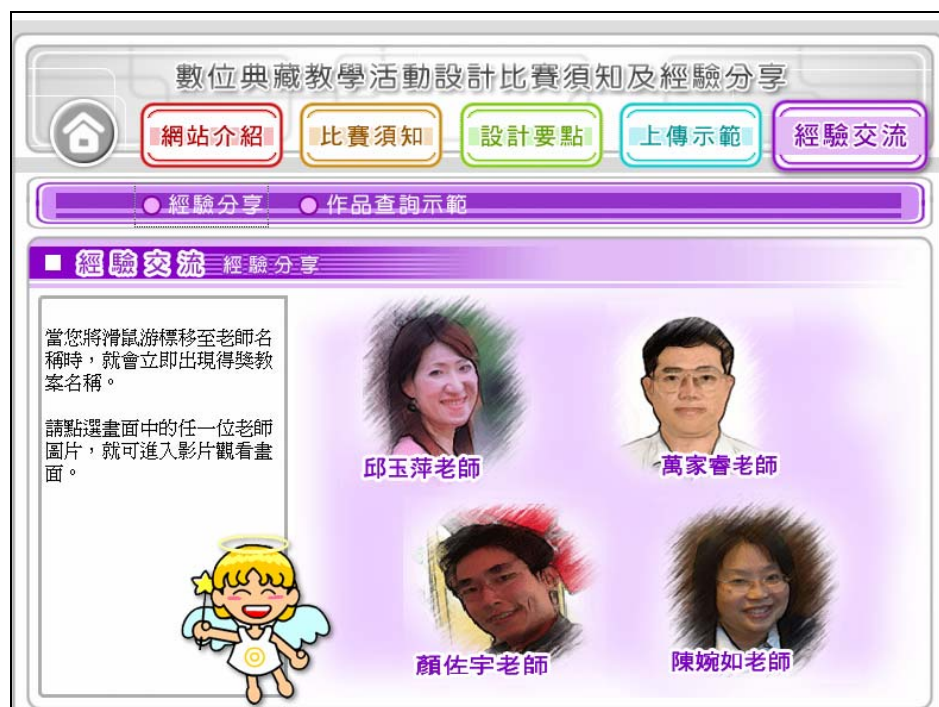 數位典藏教學活動設計比賽須知及經驗分享
網站介紹
比賽須知
設計要點
上傳示範
經驗交流
經驗分享
作品查詢示範
經驗交流 經驗分享
當您將滑鼠游標移至老師名
稱時，就會立即出現得獎教
案名稱。
請點選畫面中的任一位老師
圖片，就可進入影片觀看畫
面。
邱玉萍老師
萬家睿老師
顏佐宇老師
陳婉如老師